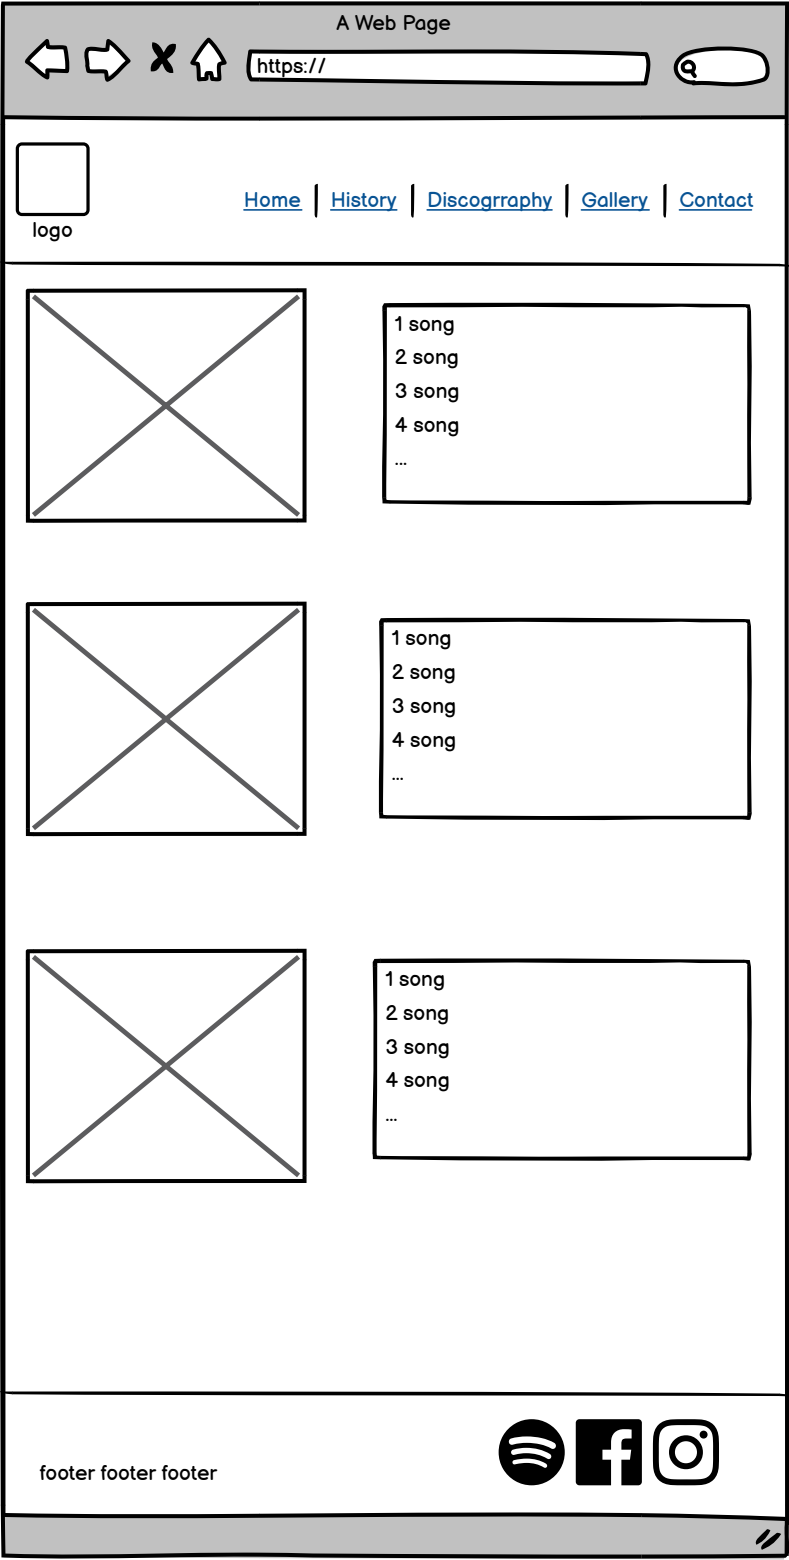 A Web Page
https://
logo
Home | History | Discogrraphy | Gallery | Contact
1 song
2 song
3 song
4 song
...
1 song
2 song
3 song
4 song
...
1 song
2 song
3 song
4 song
...
footer footer footer